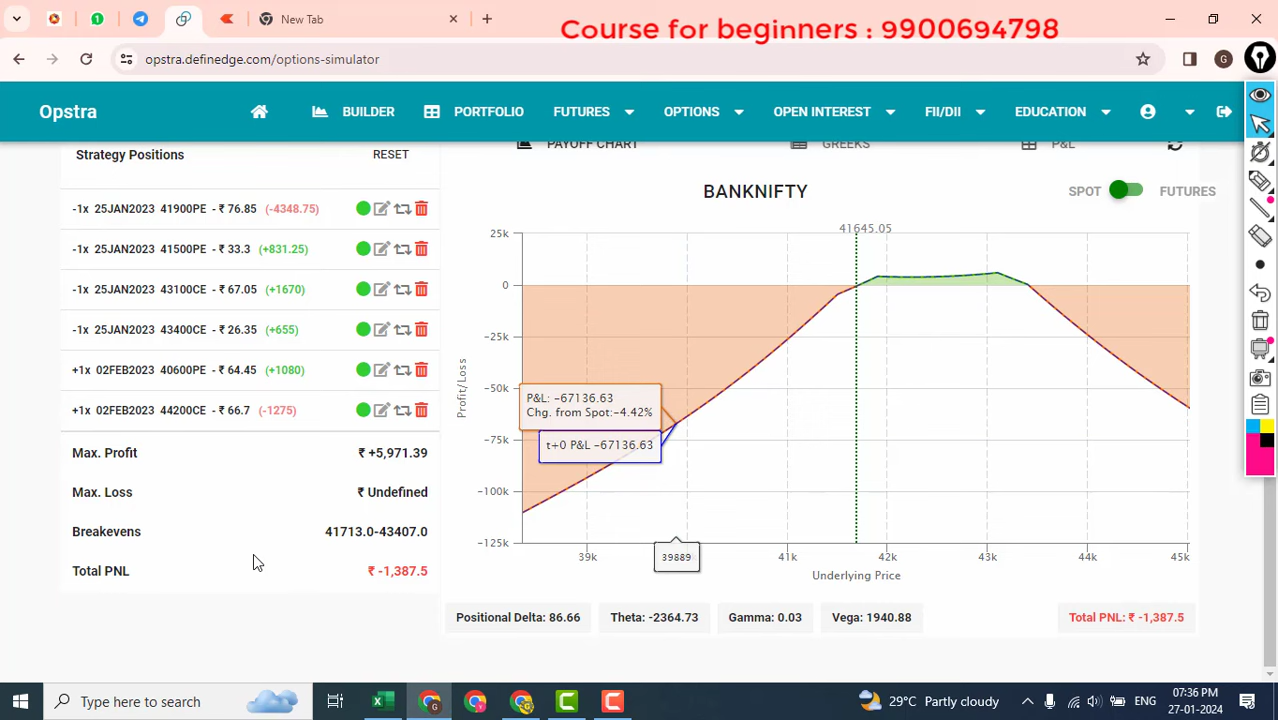 New Tab
Course for beginners : 9900694798
opstra.definedge.com/options-simulator
G
Opstra
BUILDER
PORTFOLIO
FUTURES
OPTIONS
OPEN INTEREST
FII/DII
EDUCATION
Strategy Positions
RESET
PAYOFF CHART
GREEKS
P&L
BANKNIFTY
SPOT
FUTURES
-1x 25JAN2023 41900PE - ₹ 76.85 (-4348.75)
-1x 25JAN2023 41500PE - ₹ 33.3 (+831.25)
-1x 25JAN2023 43100CE - ₹ 67.05 (+1670)
-1x 25JAN2023 43400CE - ₹ 26.35 (+655)
+1x 02FEB2023 40600PE - ₹ 64.45 (+1080)
+1x 02FEB2023 44200CE - ₹ 66.7 (-1275)
Max. Profit ₹ +5,971.39
Max. Loss ₹ Undefined
Breakevens 41713.0-43407.0
Total PNL ₹ -1,387.5
41645.05
25k
0
-25k
-50k
-75k
-100k
-125k
Profit/Loss
P&L: -67136.63
Chg. from Spot:-4.42%
t+0 P&L -67136.63
39889
39k
41k
42k
43k
44k
45k
Underlying Price
Positional Delta: 86.66
Theta: -2364.73
Gamma: 0.03
Vega: 1940.88
Total PNL: ₹ -1,387.5
Type here to search
29°C Partly cloudy
ENG
07:36 PM
27-01-2024